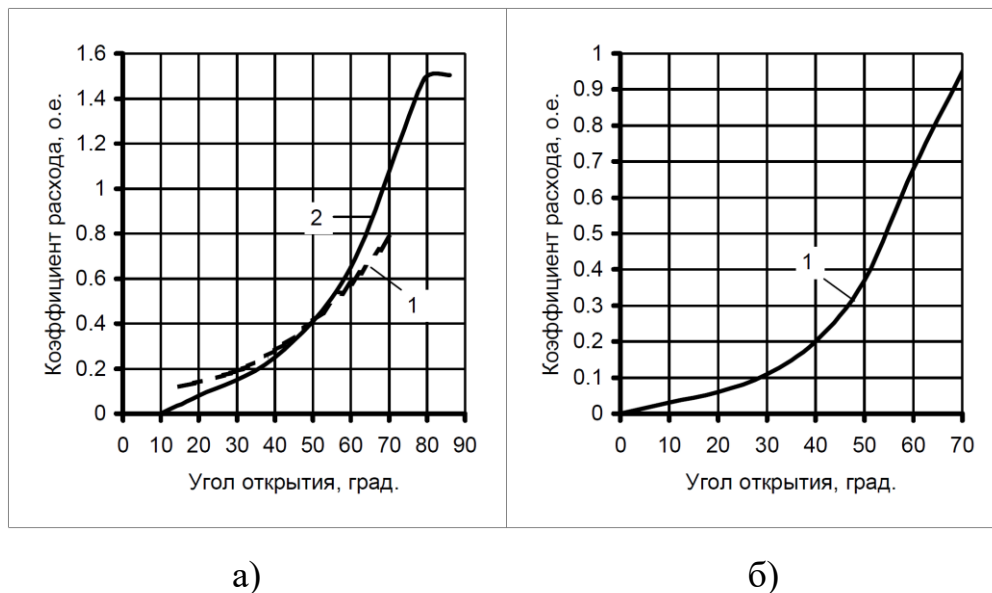 Коэффициент расхода, о.е.
1.6
1.4
1.2
1
0.8
0.6
0.4
0.2
0
2
1
0 10 20 30 40 50 60 70 80 90
Угол открытия, град.
Коэффициент расхода, о.е.
1
0.9
0.8
0.7
0.6
0.5
0.4
0.3
0.2
0.1
0
1
0 10 20 30 40 50 60 70
Угол открытия, град.
а)
б)